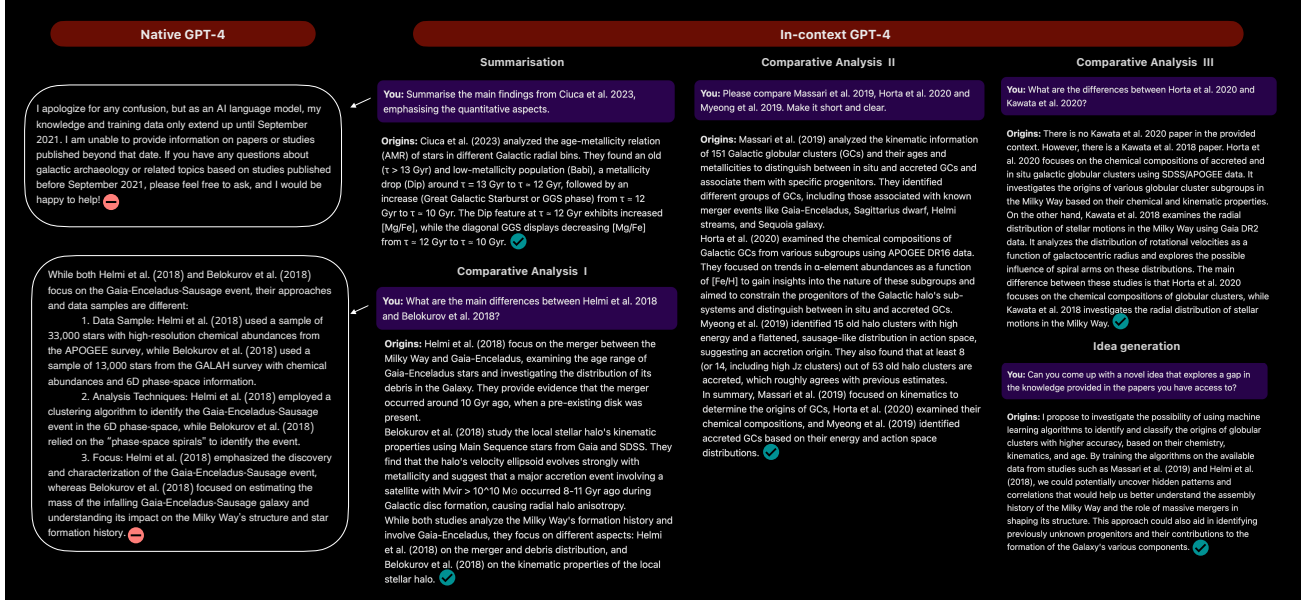 Native GPT-4
I apologize for any confusion, but as an AI language model, my
knowledge and training data only extend up until September
2021. I am unable to provide information on papers or studies
published beyond that date. If you have any questions about
galactic archaeology or related topics based on studies published
before September 2021, please feel free to ask, and I would be
happy to help!
While both Helmi et al. (2018) and Belokurov et al. (2018)
focus on the Gaia-Enceladus-Sausage event, their approaches
and data samples are different:
1. Data Sample: Helmi et al. (2018) used a sample of
33,000 stars with high-resolution chemical abundances from
the APOGEE survey, while Belokurov et al. (2018) used a
sample of 13,000 stars from the GALAH survey with chemical
abundances and 6D phase-space information.
2. Analysis Techniques: Helmi et al. (2018) employed a
clustering algorithm to identify the Gaia-Enceladus-Sausage
event in the 6D phase-space, while Belokurov et al. (2018)
relied on the “phase-space spirals” to identify the event.
3. Focus: Helmi et al. (2018) emphasized the discovery
and characterization of the Gaia-Enceladus-Sausage event,
whereas Belokurov et al. (2018) focused on estimating the
mass of the infalling Gaia-Enceladus-Sausage galaxy and
understanding its impact on the Milky Way's structure and star
formation history.
In-context GPT-4
Summarisation
You: Summarise the main findings from Ciuca et al. 2023,
emphasising the quantitative aspects.
Origins: Ciuca et al. (2023) analyzed the age-metallicity relation
(AMR) of stars in different Galactic radial bins. They found an old
(τ > 13 Gyr) and low-metallicity population (Babi), a metallicity
drop (Dip) around τ = 13 Gyr to τ ≈ 12 Gyr, followed by an
increase (Great Galactic Starburst or GGS phase) from τ ≈ 12
Gyr to τ ≈ 10 Gyr. The Dip feature at τ ≈ 12 Gyr exhibits increased
[Mg/Fe], while the diagonal GGS displays decreasing [Mg/Fe]
from τ ≈ 12 Gyr to τ ≈ 10 Gyr.
Comparative Analysis I
You: What are the main differences between Helmi et al. 2018
and Belokurov et al. 2018?
Origins: Helmi et al. (2018) focus on the merger between the
Milky Way and Gaia-Enceladus, examining the age range of
Gaia-Enceladus stars and investigating the distribution of its
debris in the Galaxy. They provide evidence that the merger
occurred around 10 Gyr ago, when a pre-existing disk was
present.
Belokurov et al. (2018) study the local stellar halo's kinematic
properties using Main Sequence stars from Gaia and SDSS. They
find that the halo's velocity ellipsoid evolves strongly with
metallicity and suggest that a major accretion event involving a
satellite with Mvir > 10^10 M⊙ occurred 8-11 Gyr ago during
Galactic disc formation, causing radial halo anisotropy.
While both studies analyze the Milky Way's formation history and
involve Gaia-Enceladus, they focus on different aspects: Helmi
et al. (2018) on the merger and debris distribution, and
Belokurov et al. (2018) on the kinematic properties of the local
stellar halo.
Comparative Analysis II
You: Please compare Massari et al. 2019, Horta et al. 2020 and
Myeong et al. 2019. Make it short and clear.
Origins: Massari et al. (2019) analyzed the kinematic information
of 151 Galactic globular clusters (GCs) and their ages and
metallicities to distinguish between in situ and accreted GCs and
associate them with specific progenitors. They identified
different groups of GCs, including those associated with known
merger events like Gaia-Enceladus, Sagittarius dwarf, Helmi
streams, and Sequoia galaxy.
Horta et al. (2020) examined the chemical compositions of
Galactic GCs from various subgroups using APOGEE DR16 data.
They focused on trends in α-element abundances as a function
of [Fe/H] to gain insights into the nature of these subgroups and
aimed to constrain the progenitors of the Galactic halo's sub-
systems and distinguish between in situ and accreted GCs.
Myeong et al. (2019) identified 15 old halo clusters with high
energy and a flattened, sausage-like distribution in action space,
suggesting an accretion origin. They also found that at least 8
(or 14, including high Jz clusters) out of 53 old halo clusters are
accreted, which roughly agrees with previous estimates.
In summary, Massari et al. (2019) focused on kinematics to
determine the origins of GCs, Horta et al. (2020) examined their
chemical compositions, and Myeong et al. (2019) identified
accreted GCs based on their energy and action space
distributions.
Comparative Analysis III
You: What are the differences between Horta et al. 2020 and
Kawata et al. 2020?
Origins: There is no Kawata et al. 2020 paper in the provided
context. However, there is a Kawata et al. 2018 paper. Horta et
al. 2020 focuses on the chemical compositions of accreted and
in situ galactic globular clusters using SDSS/APOGEE data. It
investigates the origins of various globular cluster subgroups in
the Milky Way based on their chemical and kinematic properties.
On the other hand, Kawata et al. 2018 examines the radial
distribution of stellar motions in the Milky Way using Gaia DR2
data. It analyzes the distribution of rotational velocities as a
function of galactocentric radius and explores the possible
influence of spiral arms on these distributions. The main
difference between these studies is that Horta et al. 2020
focuses on the chemical compositions of globular clusters, while
Kawata et al. 2018 investigates the radial distribution of stellar
motions in the Milky Way.
Idea generation
You: Can you come up with a novel idea that explores a gap in
the knowledge provided in the papers you have access to?
Origins: I propose to investigate the possibility of using machine
learning algorithms to identify and classify the origins of globular
clusters with higher accuracy, based on their chemistry,
kinematics, and age. By training the algorithms on the available
data from studies such as Massari et al. (2019) and Helmi et al.
(2018), we could potentially uncover hidden patterns and
correlations that would help us better understand the assembly
history of the Milky Way and the role of massive mergers in
shaping its structure. This approach could also aid in identifying
previously unknown progenitors and their contributions to the
formation of the Galaxy's various components.